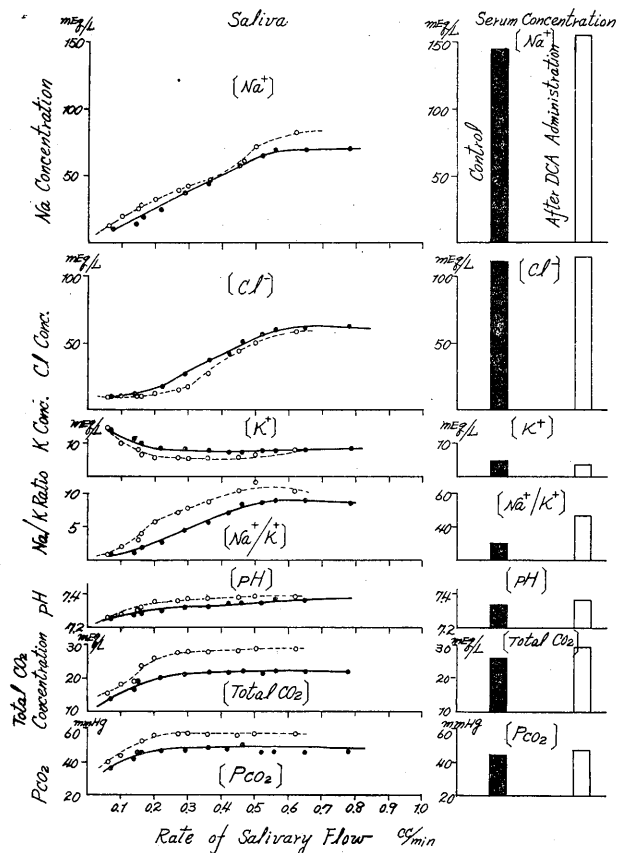 Saliva
Serum Concentration
mEq/L
150
100
50
Na Concentration
[Na⁺]
mEq/L
150
100
50
[Na⁺]
Control
After DCA Administration
mEq/L
100
50
Cl Conc.
[Cl⁻]
mEq/L
100
50
[Cl⁻]
K Conc.
mEq/L
10
[K⁺]
mEq/L
10
[K⁺]
Na/K Ratio
10
5
[Na⁺/K⁺]
60
40
[Na⁺/K⁺]
pH
7.4
7.2
[pH]
7.4
7.2
[pH]
Total CO₂
Concentration
mEq/L
30
20
10
[Total CO₂]
mEq/L
30
20
10
[Total CO₂]
PCO₂
mmHg
60
40
20
[PCO₂]
mmHg
60
40
20
[PCO₂]
0.1 0.2 0.3 0.4 0.5 0.6 0.7 0.8 0.9 1.0
Rate of Salivary Flow cc/min